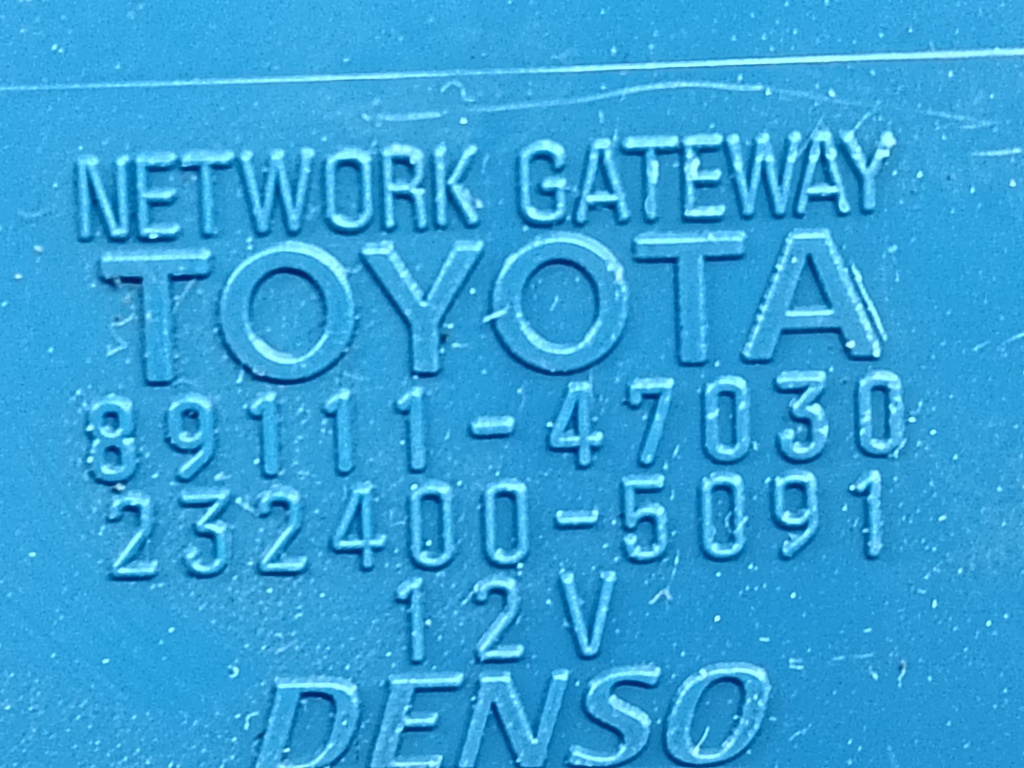 NETWORK GATEWAY
TOYOTA
89111-47030
232400-5091
12V
DENSO